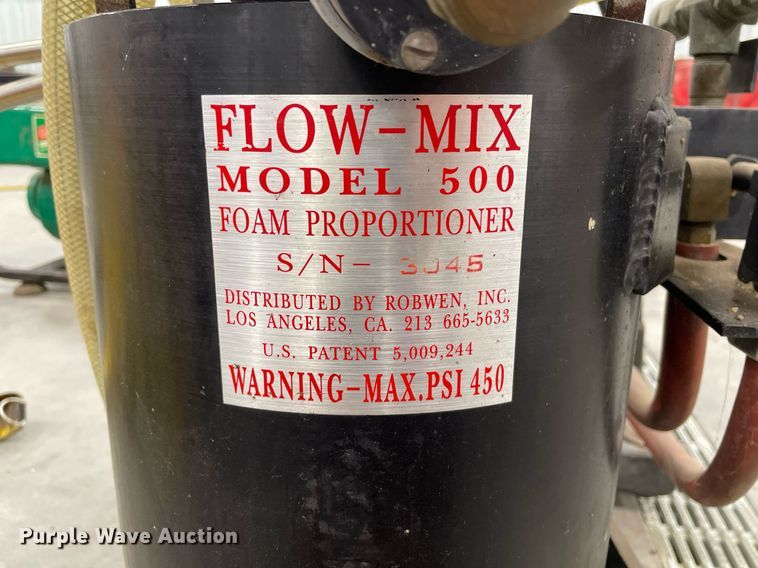 FLOW-MIX
MODEL 500
FOAM PROPORTIONER
S/N- 3045
DISTRIBUTED BY ROBWEN, INC.
LOS ANGELES, CA. 213 665-5633
U.S. PATENT 5,009,244
WARNING-MAX.PSI 450
Purple Wave Auction